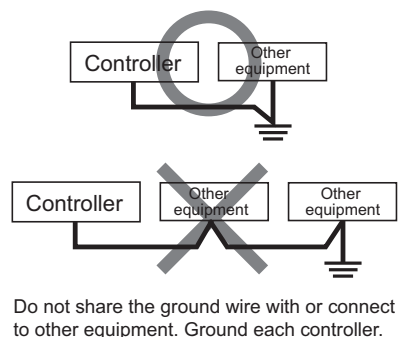 Controller
Other
equipment
Controller
Other
equipment
Other
equipment
Do not share the ground wire with or connect
to other equipment. Ground each controller.